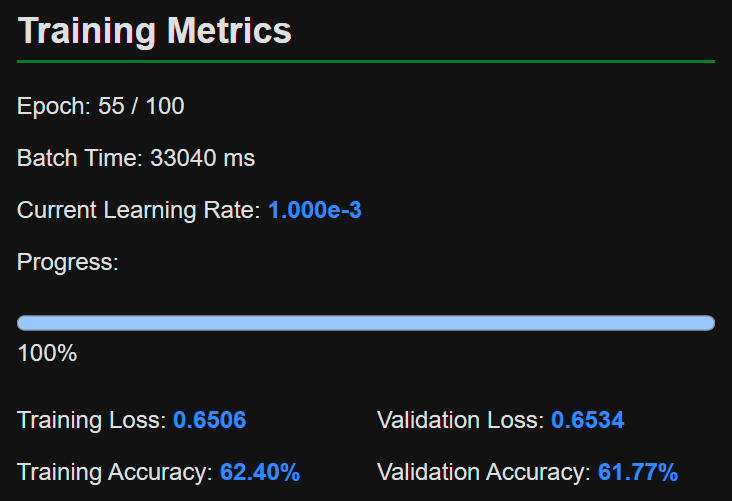 Training Metrics
Epoch: 55 / 100
Batch Time: 33040 ms
Current Learning Rate: 1.000e-3
Progress:
100%
Training Loss: 0.6506 Validation Loss: 0.6534
Training Accuracy: 62.40% Validation Accuracy: 61.77%